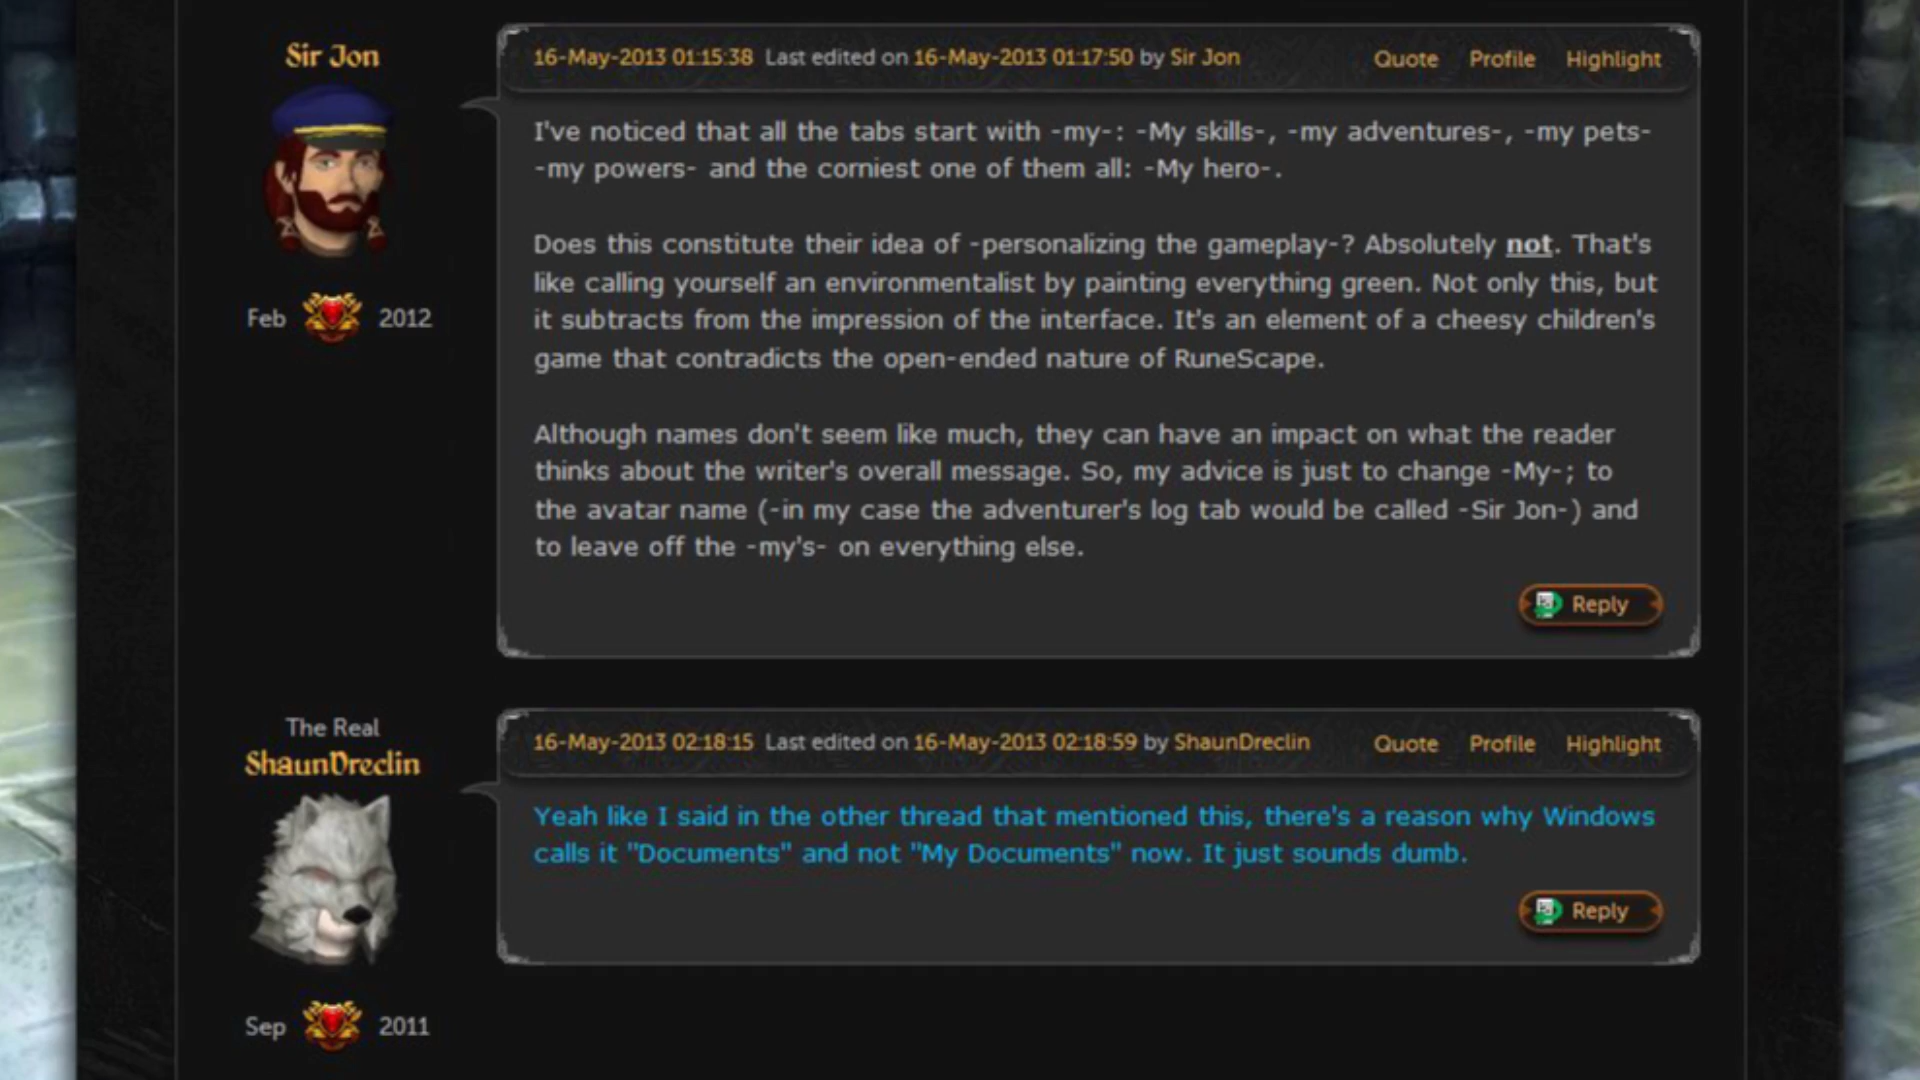 Sir Jon
Feb 2012
16-May-2013 01:15:38 Last edited on 16-May-2013 01:17:50 by Sir Jon
Quote Profile Highlight
I've noticed that all the tabs start with -my-: -My skills-, -my adventures-, -my pets-
-my powers- and the corniest one of them all: -My hero-.
Does this constitute their idea of -personalizing the gameplay-? Absolutely not. That's
like calling yourself an environmentalist by painting everything green. Not only this, but
it subtracts from the impression of the interface. It's an element of a cheesy children's
game that contradicts the open-ended nature of RuneScape.
Although names don't seem like much, they can have an impact on what the reader
thinks about the writer's overall message. So, my advice is just to change -My-; to
the avatar name (-in my case the adventurer's log tab would be called -Sir Jon-) and
to leave off the -my's- on everything else.
Reply
The Real
ShaunDreclin
Sep 2011
16-May-2013 02:18:15 Last edited on 16-May-2013 02:18:59 by ShaunDreclin
Quote Profile Highlight
Yeah like I said in the other thread that mentioned this, there's a reason why Windows
calls it "Documents" and not "My Documents" now. It just sounds dumb.
Reply